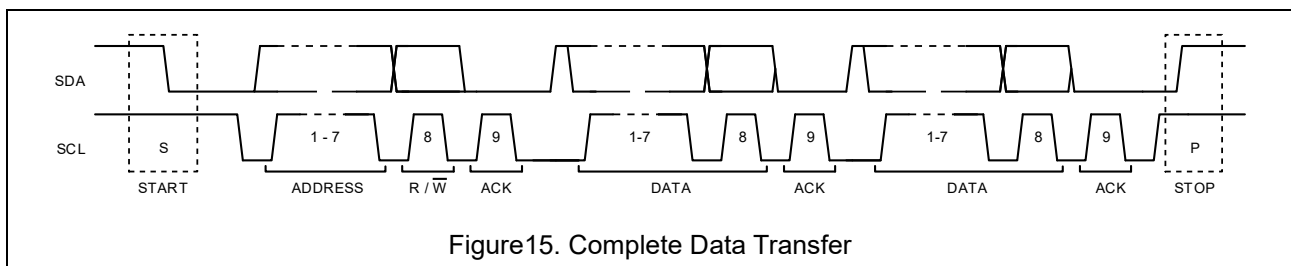 SDA
SCL S 1 - 7 8 9 1-7 8 9 1-7 8 9 P
START ADDRESS R / W̅ ACK DATA ACK DATA ACK STOP
Figure15. Complete Data Transfer